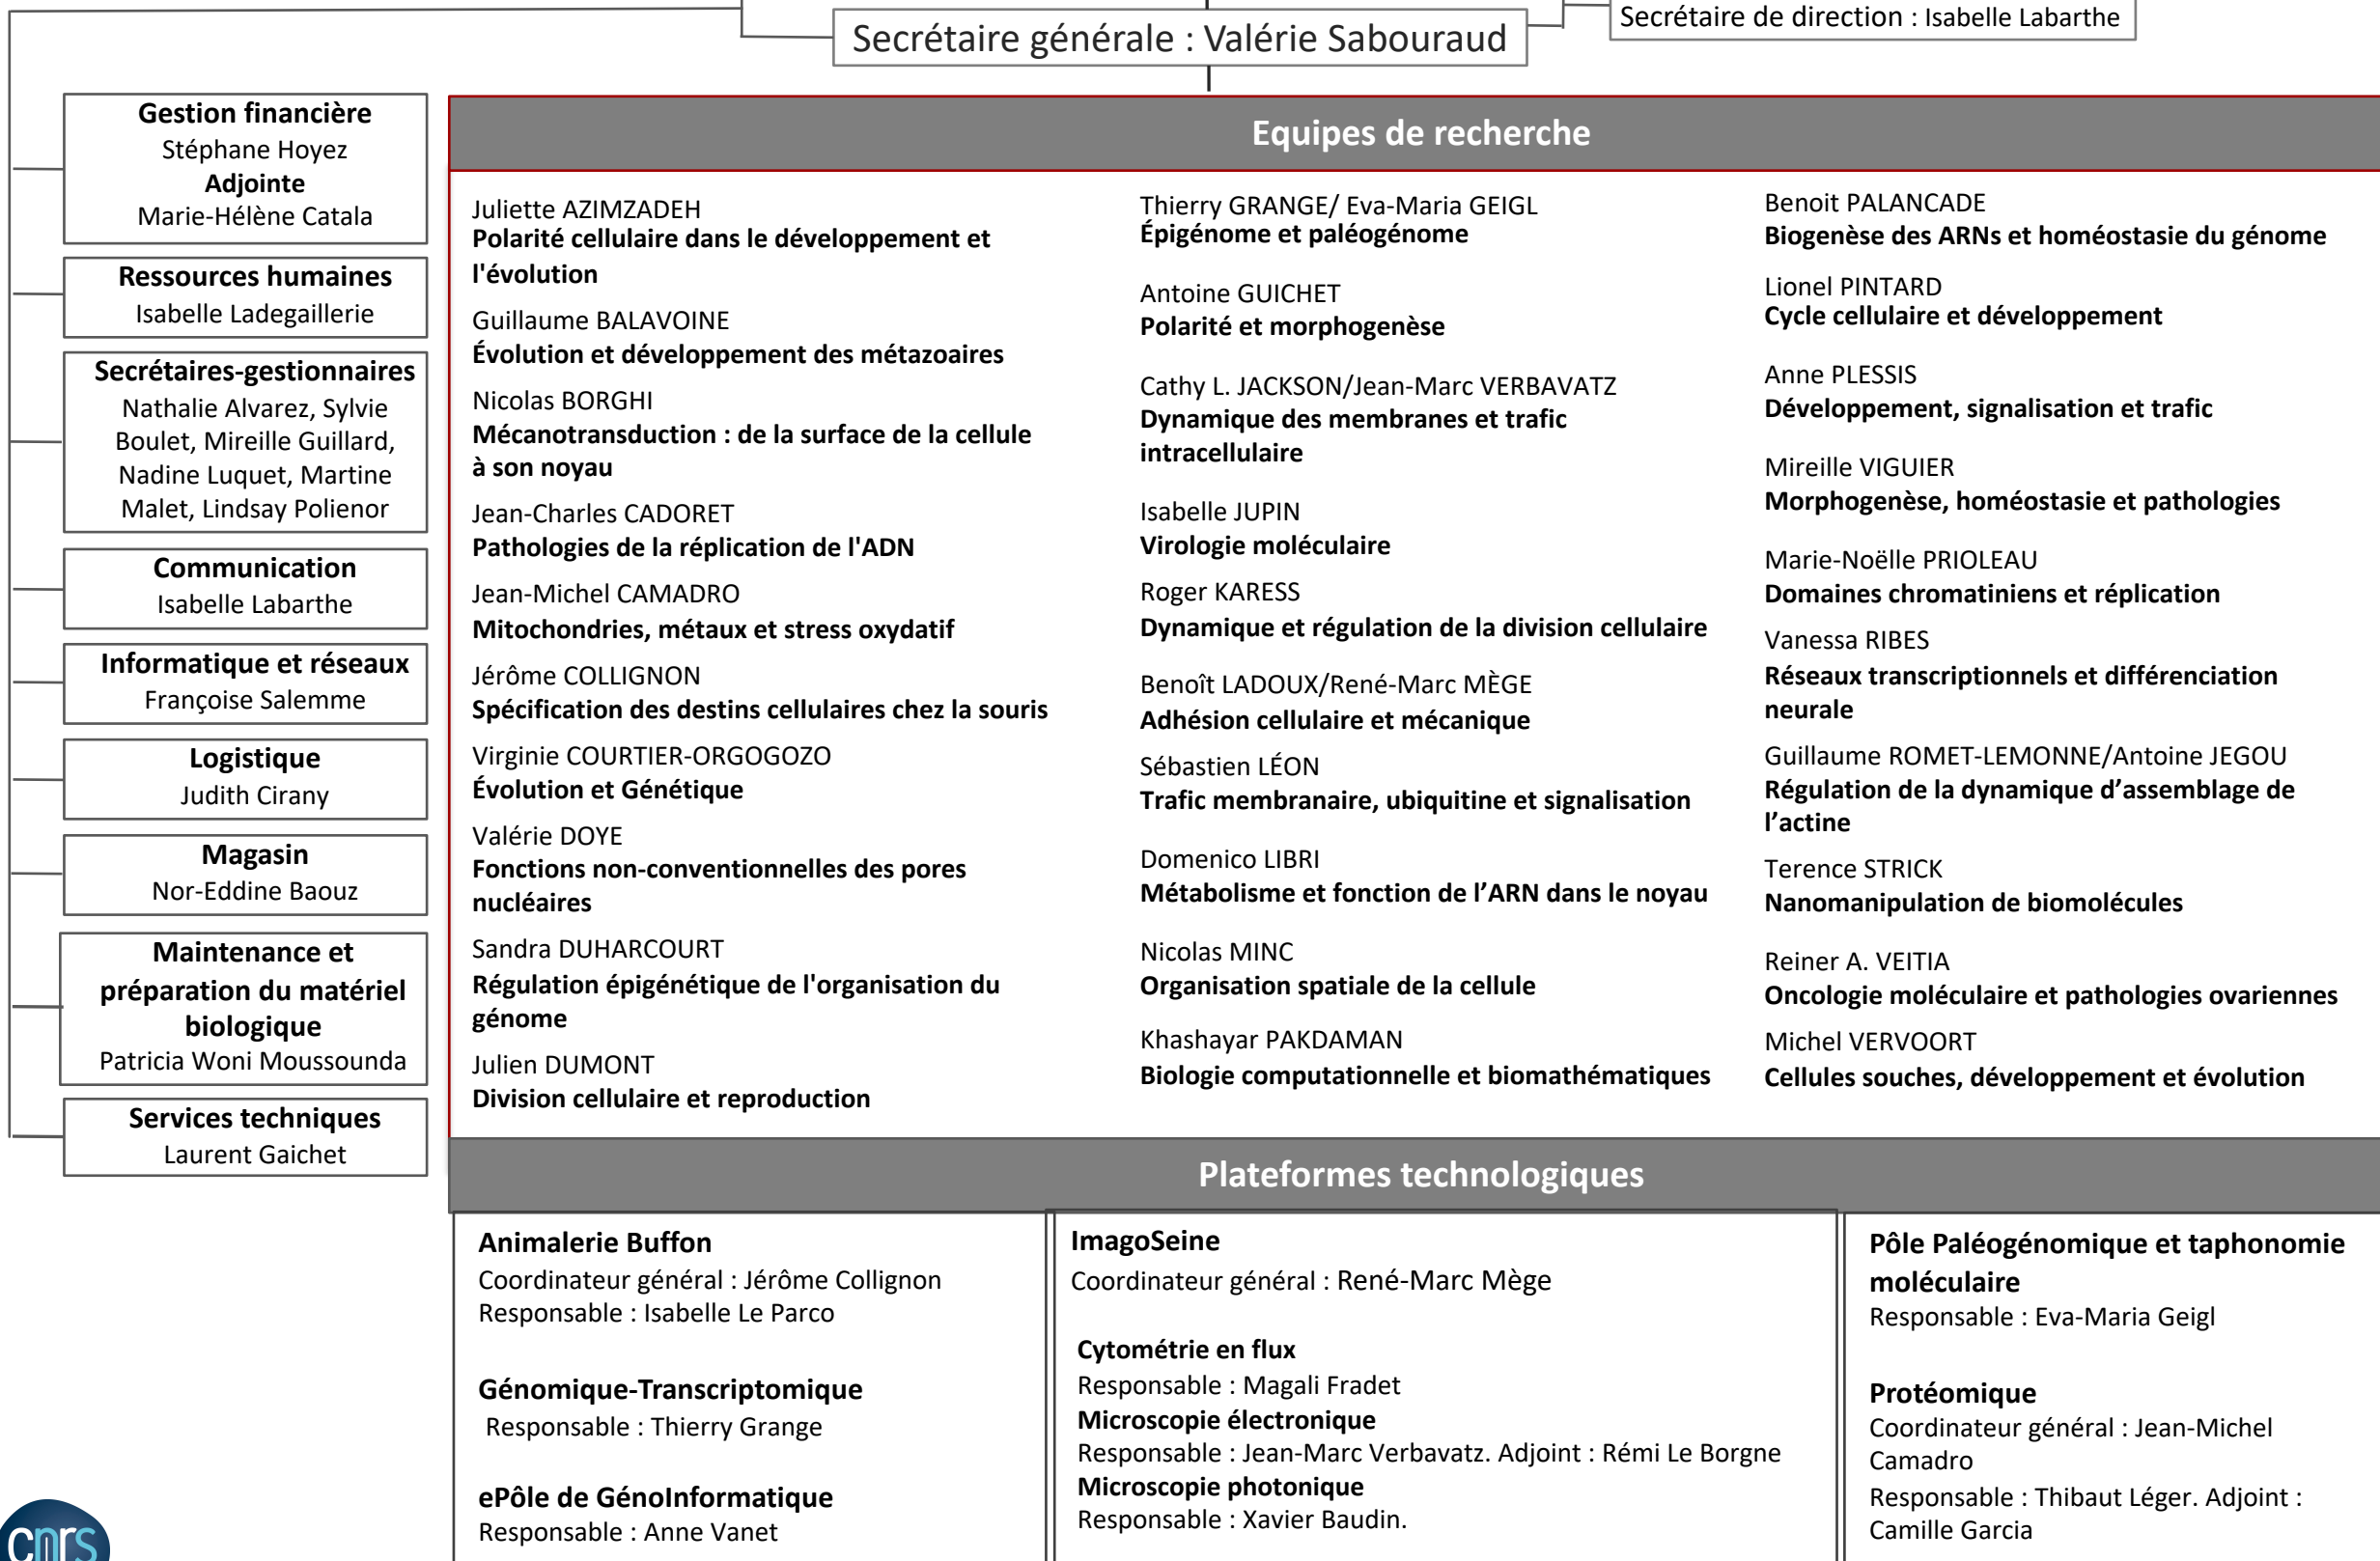 Secrétaire de direction : Isabelle Labarthe
Secrétaire générale : Valérie Sabouraud
Gestion financière
Stéphane Hoyez
Adjointe
Marie-Hélène Catala
Ressources humaines
Isabelle Ladegaillerie
Secrétaires-gestionnaires
Nathalie Alvarez, Sylvie
Boulet, Mireille Guillard,
Nadine Luquet, Martine
Malet, Lindsay Polienor
Communication
Isabelle Labarthe
Informatique et réseaux
Françoise Salemme
Logistique
Judith Cirany
Magasin
Nor-Eddine Baouz
Maintenance et
préparation du matériel
biologique
Patricia Woni Moussounda
Services techniques
Laurent Gaichet
Equipes de recherche
Juliette AZIMZADEH
Polarité cellulaire dans le développement et
l'évolution
Guillaume BALAVOINE
Évolution et développement des métazoaires
Nicolas BORGHI
Mécanotransduction : de la surface de la cellule
à son noyau
Jean-Charles CADORET
Pathologies de la réplication de l'ADN
Jean-Michel CAMADRO
Mitochondries, métaux et stress oxydatif
Jérôme COLLIGNON
Spécification des destins cellulaires chez la souris
Virginie COURTIER-ORGOGOZO
Évolution et Génétique
Valérie DOYE
Fonctions non-conventionnelles des pores
nucléaires
Sandra DUHARCOURT
Régulation épigénétique de l'organisation du
génome
Julien DUMONT
Division cellulaire et reproduction
Thierry GRANGE/ Eva-Maria GEIGL
Épigénome et paléogénome
Antoine GUICHET
Polarité et morphogenèse
Cathy L. JACKSON/Jean-Marc VERBAVATZ
Dynamique des membranes et trafic
intracellulaire
Isabelle JUPIN
Virologie moléculaire
Roger KARESS
Dynamique et régulation de la division cellulaire
Benoît LADOUX/René-Marc MÈGE
Adhésion cellulaire et mécanique
Sébastien LÉON
Trafic membranaire, ubiquitine et signalisation
Domenico LIBRI
Métabolisme et fonction de l’ARN dans le noyau
Nicolas MINC
Organisation spatiale de la cellule
Khashayar PAKDAMAN
Biologie computationnelle et biomathématiques
Benoit PALANCADE
Biogenèse des ARNs et homéostasie du génome
Lionel PINTARD
Cycle cellulaire et développement
Anne PLESSIS
Développement, signalisation et trafic
Mireille VIGUIER
Morphogenèse, homéostasie et pathologies
Marie-Noëlle PRIOLEAU
Domaines chromatiniens et réplication
Vanessa RIBES
Réseaux transcriptionnels et différenciation
neurale
Guillaume ROMET-LEMONNE/Antoine JEGOU
Régulation de la dynamique d’assemblage de
l’actine
Terence STRICK
Nanomanipulation de biomolécules
Reiner A. VEITIA
Oncologie moléculaire et pathologies ovariennes
Michel VERVOORT
Cellules souches, développement et évolution
Plateformes technologiques
Animalerie Buffon
Coordinateur général : Jérôme Collignon
Responsable : Isabelle Le Parco
Génomique-Transcriptomique
Responsable : Thierry Grange
ePôle de GénoInformatique
Responsable : Anne Vanet
ImagoSeine
Coordinateur général : René-Marc Mège
Cytométrie en flux
Responsable : Magali Fradet
Microscopie électronique
Responsable : Jean-Marc Verbavatz. Adjoint : Rémi Le Borgne
Microscopie photonique
Responsable : Xavier Baudin.
Pôle Paléogénomique et taphonomie
moléculaire
Responsable : Eva-Maria Geigl
Protéomique
Coordinateur général : Jean-Michel
Camadro
Responsable : Thibaut Léger. Adjoint :
Camille Garcia
cnrs